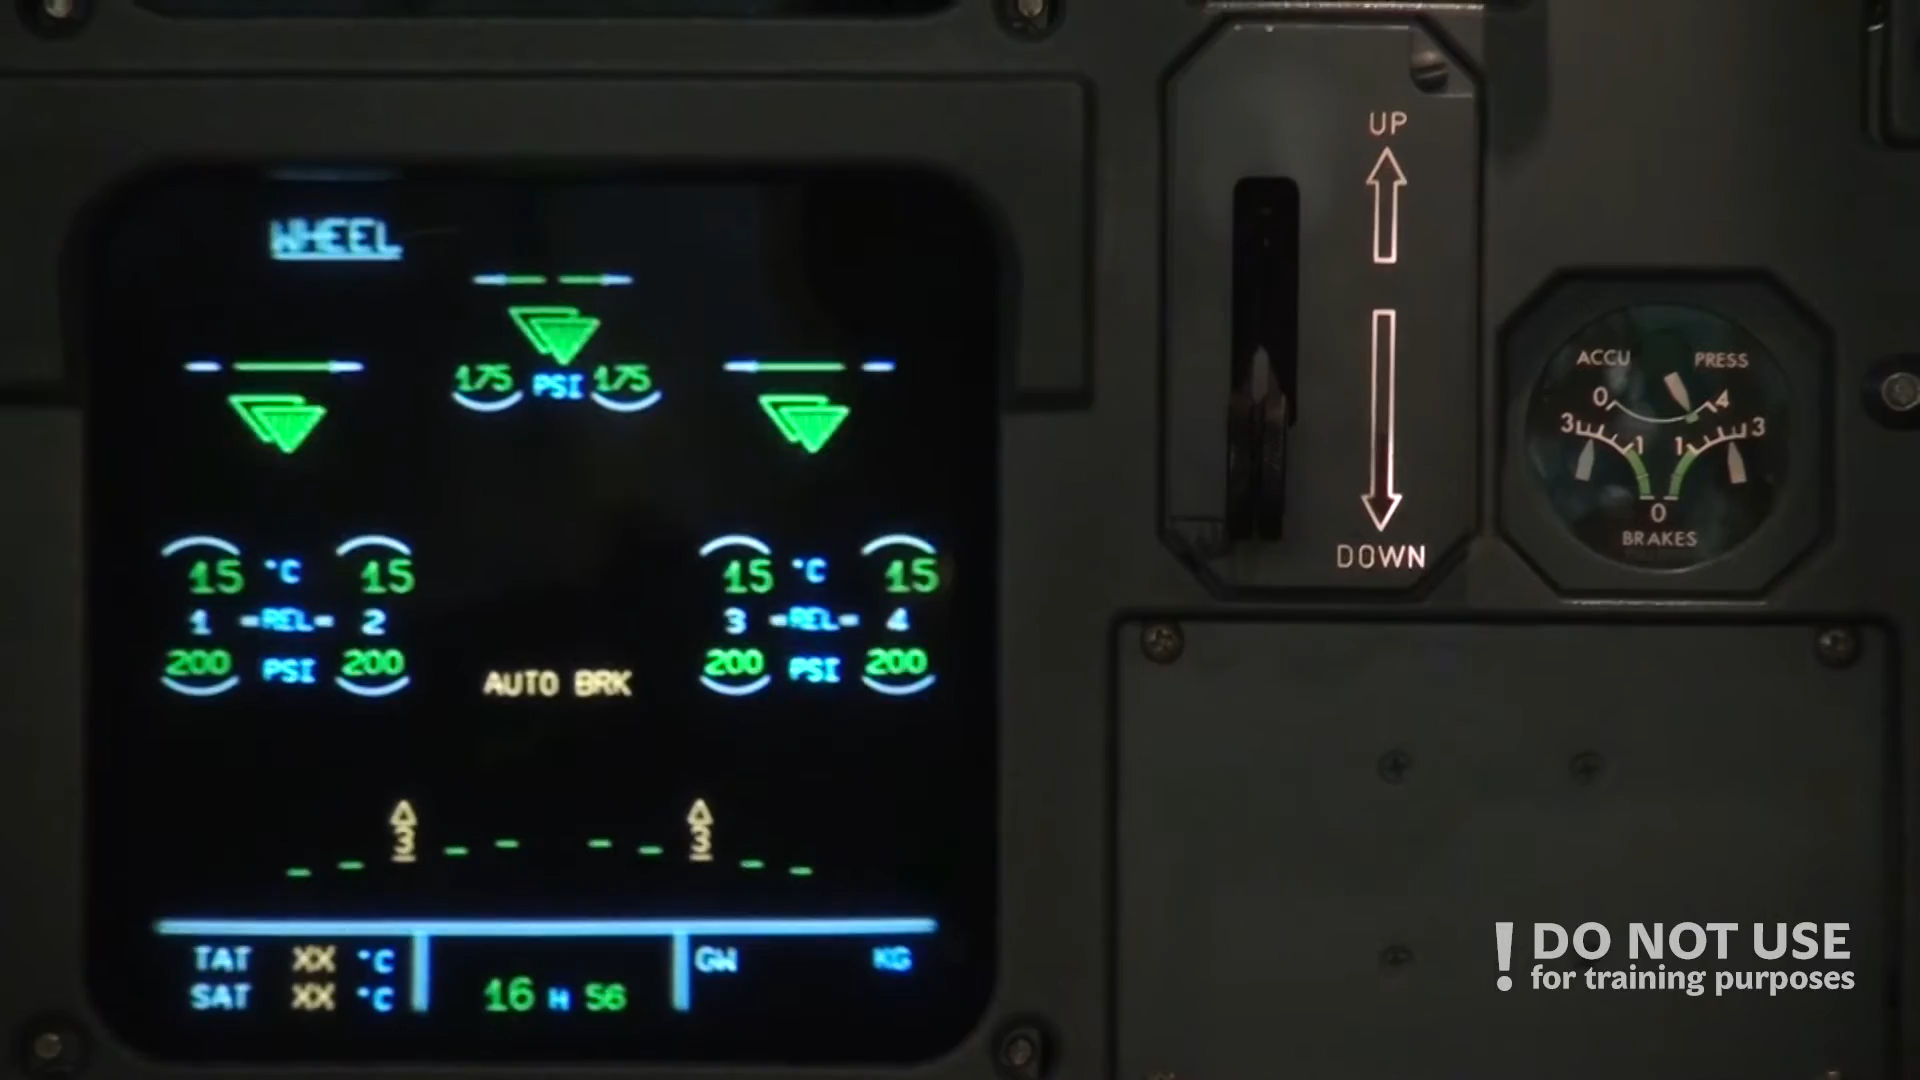 WHEEL
175 PSI 175
15 °C 15
1 REL 2
200 PSI 200
15 °C 15
3 REL 4
200 PSI 200
AUTO BRK
3
3
TAT XX °C
SAT XX °C
16 H 56
GW KG
UP
DOWN
ACCU PRESS
0 4
3 1 1 3
0
BRAKES
! DO NOT USE
for training purposes